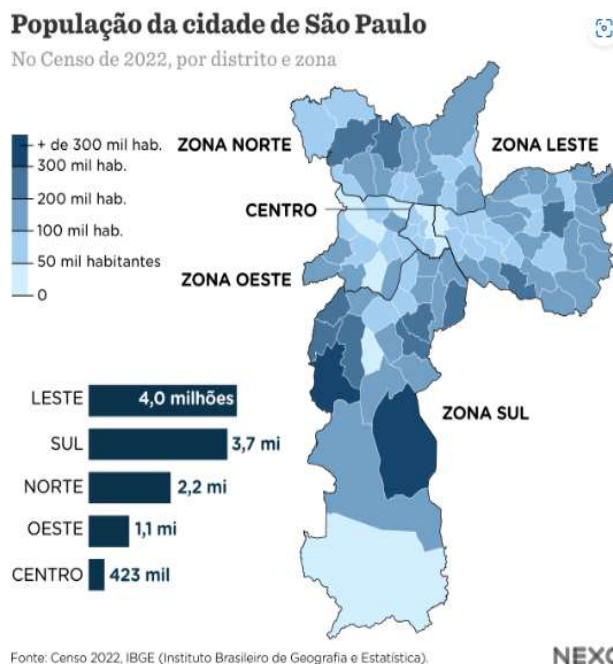 População da cidade de São Paulo
No Censo de 2022, por distrito e zona
+ de 300 mil hab.
300 mil hab.
200 mil hab.
100 mil hab.
50 mil habitantes
0
ZONA NORTE
ZONA LESTE
CENTRO
ZONA OESTE
ZONA SUL
LESTE 4,0 milhões
SUL 3,7 mi
NORTE 2,2 mi
OESTE 1,1 mi
CENTRO 423 mil
Fonte: Censo 2022, IBGE (Instituto Brasileiro de Geografia e Estatística).
NEXO